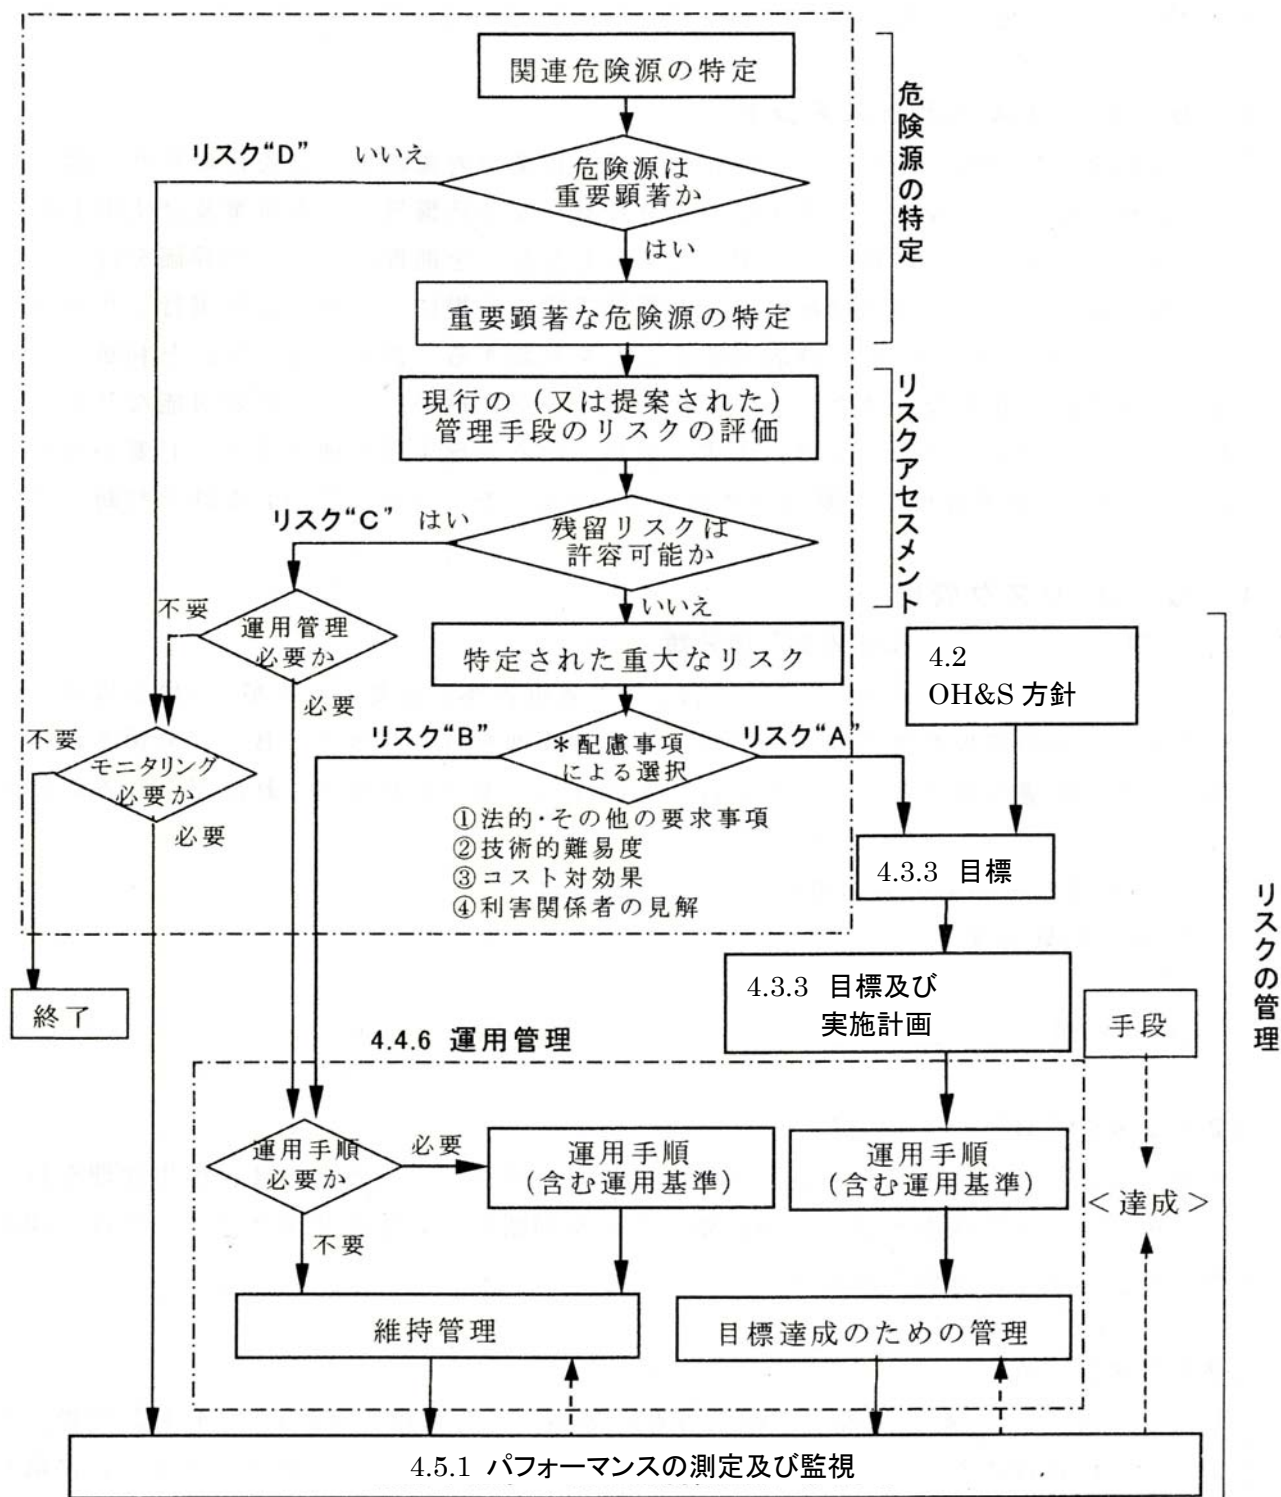 関連危険源の特定
危険源の特定
リスク“D”　いいえ
危険源は
重要顕著か
はい
重要顕著な危険源の特定
リスクアセスメント
現行の（又は提案された）
管理手段のリスクの評価
リスク“C”　はい
残留リスクは
許容可能か
いいえ
不要
運用管理
必要か
必要
特定された重大なリスク
4.2
OH&S 方針
リスク“B”
＊配慮事項
による選択
リスク“A”
不要
モニタリング
必要か
必要
①法的・その他の要求事項
②技術的難易度
③コスト対効果
④利害関係者の見解
4.3.3 目標
リスクの管理
終了
4.3.3 目標及び
実施計画
手段
4.4.6 運用管理
運用手順
必要か
必要
運用手順
(含む運用基準)
運用手順
(含む運用基準)
＜達成＞
不要
維持管理
目標達成のための管理
4.5.1 パフォーマンスの測定及び監視